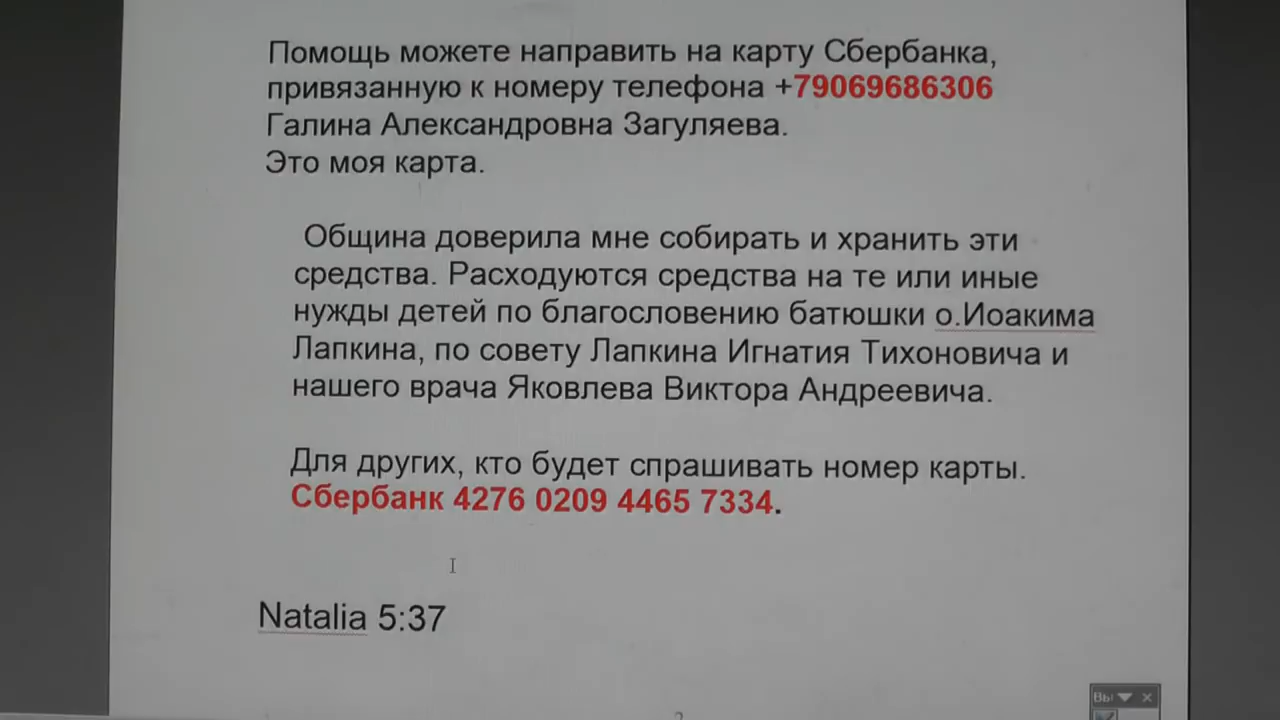 Помощь можете направить на карту Сбербанка,
привязанную к номеру телефона +79069686306
Галина Александровна Загуляева.
Это моя карта.
Община доверила мне собирать и хранить эти
средства. Расходуются средства на те или иные
нужды детей по благословению батюшки о.Иоакима
Лапкина, по совету Лапкина Игнатия Тихоновича и
нашего врача Яковлева Виктора Андреевича.
Для других, кто будет спрашивать номер карты.
Сбербанк 4276 0209 4465 7334.
Natalia 5:37